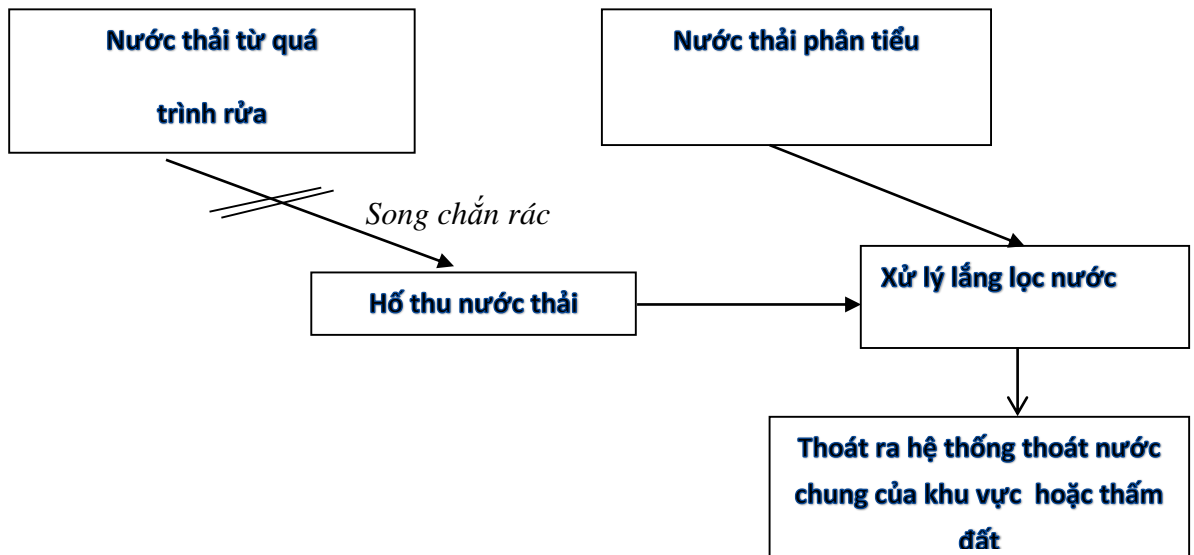 Nước thải từ quá
trình rửa
Nước thải phân tiểu
Song chắn rác
Hố thu nước thải
Xử lý lắng lọc nước
Thoát ra hệ thống thoát nước
chung của khu vực hoặc thấm
đất